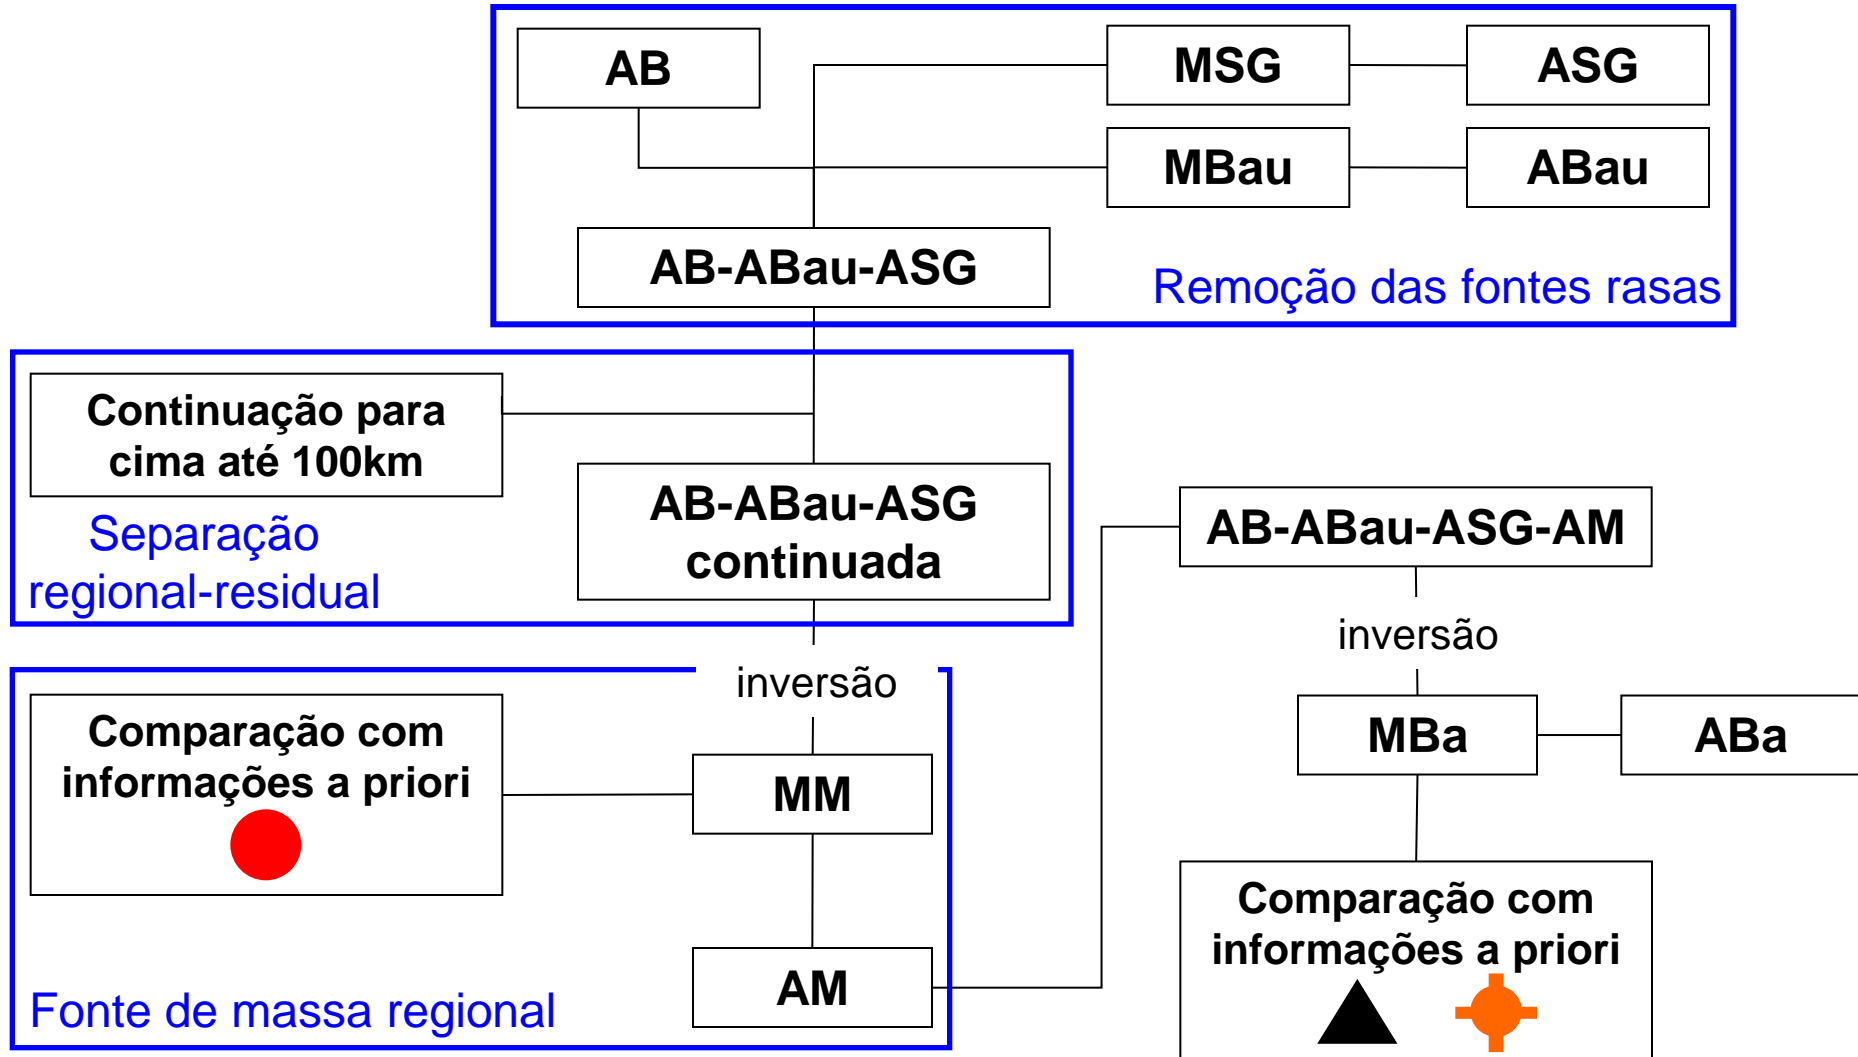 AB
MSG
ASG
MBau
ABau
AB-ABau-ASG
Remoção das fontes rasas
Continuação para
cima até 100km
AB-ABau-ASG
continuada
Separação
regional-residual
inversão
Comparação com
informações a priori
MM
AM
Fonte de massa regional
AB-ABau-ASG-AM
inversão
MBa
ABa
Comparação com
informações a priori